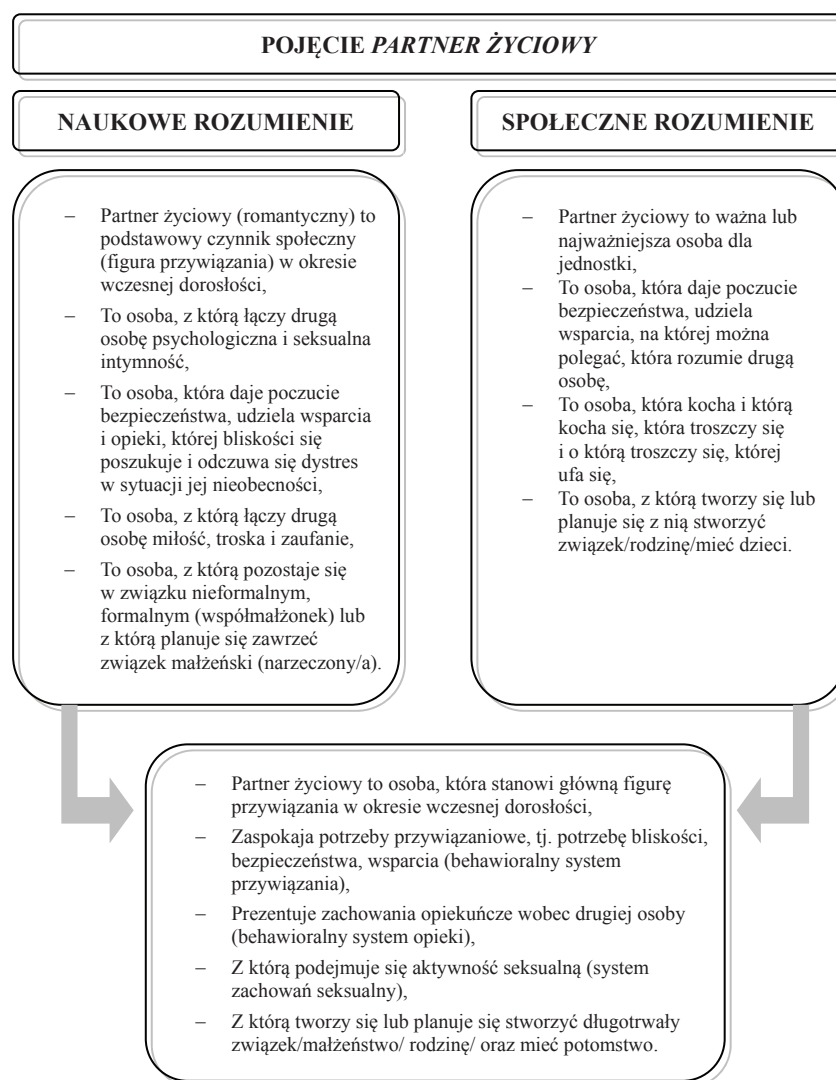 POJĘCIE PARTNER ŻYCIOWY
NAUKOWE ROZUMIENIE
– Partner życiowy (romantyczny) to
podstawowy czynnik społeczny
(figura przywiązania) w okresie
wczesnej dorosłości,
– To osoba, z którą łączy drugą
osobę psychologiczna i seksualna
intymność,
– To osoba, która daje poczucie
bezpieczeństwa, udziela wsparcia
i opieki, której bliskości się
poszukuje i odczuwa się dystres
w sytuacji jej nieobecności,
– To osoba, z którą łączy drugą
osobę miłość, troska i zaufanie,
– To osoba, z którą pozostaje się
w związku nieformalnym,
formalnym (współmałżonek) lub
z którą planuje się zawrzeć
związek małżeński (narzeczony/a).
SPOŁECZNE ROZUMIENIE
– Partner życiowy to ważna lub
najważniejsza osoba dla
jednostki,
– To osoba, która daje poczucie
bezpieczeństwa, udziela
wsparcia, na której można
polegać, która rozumie drugą
osobę,
– To osoba, która kocha i którą
kocha się, która troszczy się
i o którą troszczy się, której
ufa się,
– To osoba, z którą tworzy się lub
planuje się z nią stworzyć
związek/rodzinę/mieć dzieci.
– Partner życiowy to osoba, która stanowi główną figurę
przywiązania w okresie wczesnej dorosłości,
– Zaspokaja potrzeby przywiązaniowe, tj. potrzebę bliskości,
bezpieczeństwa, wsparcia (behawioralny system
przywiązania),
– Prezentuje zachowania opiekuńcze wobec drugiej osoby
(behawioralny system opieki),
– Z którą podejmuje się aktywność seksualną (system
zachowań seksualny),
– Z którą tworzy się lub planuje się stworzyć długotrwały
związek/małżeństwo/ rodzinę/ oraz mieć potomstwo.